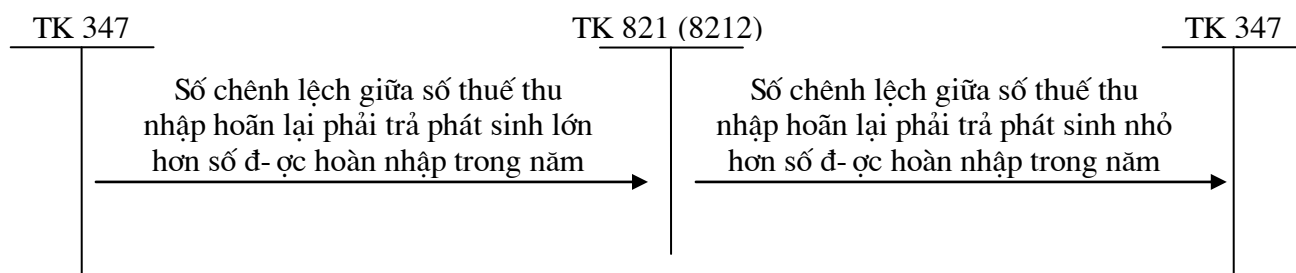 TK 347
TK 821 (8212)
TK 347
Số chênh lệch giữa số thuế thu
nhập hoãn lại phải trả phát sinh lớn
hơn số đ- ợc hoàn nhập trong năm
Số chênh lệch giữa số thuế thu
nhập hoãn lại phải trả phát sinh nhỏ
hơn số đ- ợc hoàn nhập trong năm